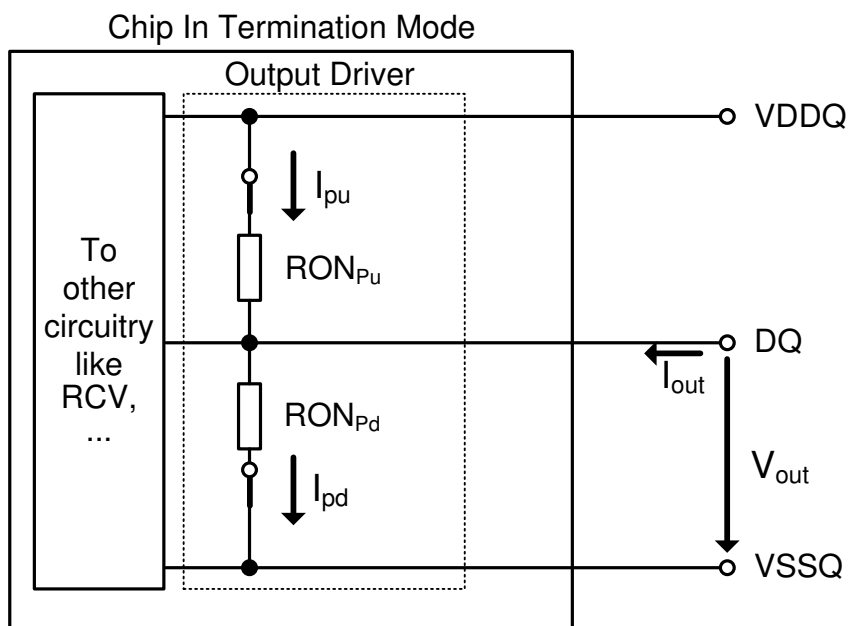 Chip In Termination Mode
Output Driver
VDDQ
Ipu
To
other
circuitry
like
RCV,
...
RONPu
DQ
Iout
RONPd
Ipd
Vout
VSSQ